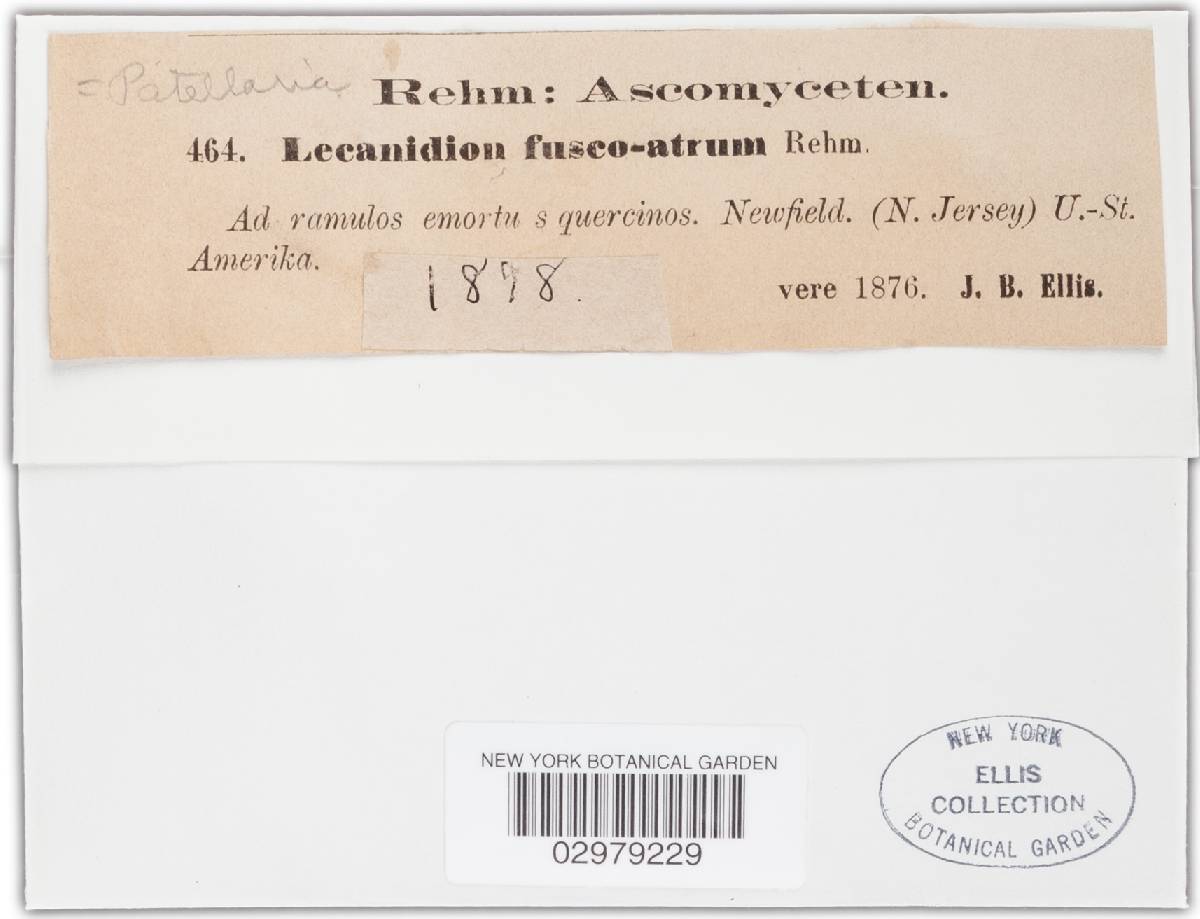 = Patellaria
Rehm: Ascomyceten.
464. Lecanidion fusco-atrum Rehm.
Ad ramulos emortu s quercinos. Newfield. (N. Jersey) U.-St.
Amerika.
1878.
vere 1876. J. B. Ellis.
NEW YORK BOTANICAL GARDEN
02979229
NEW YORK
ELLIS
COLLECTION
BOTANICAL GARDEN